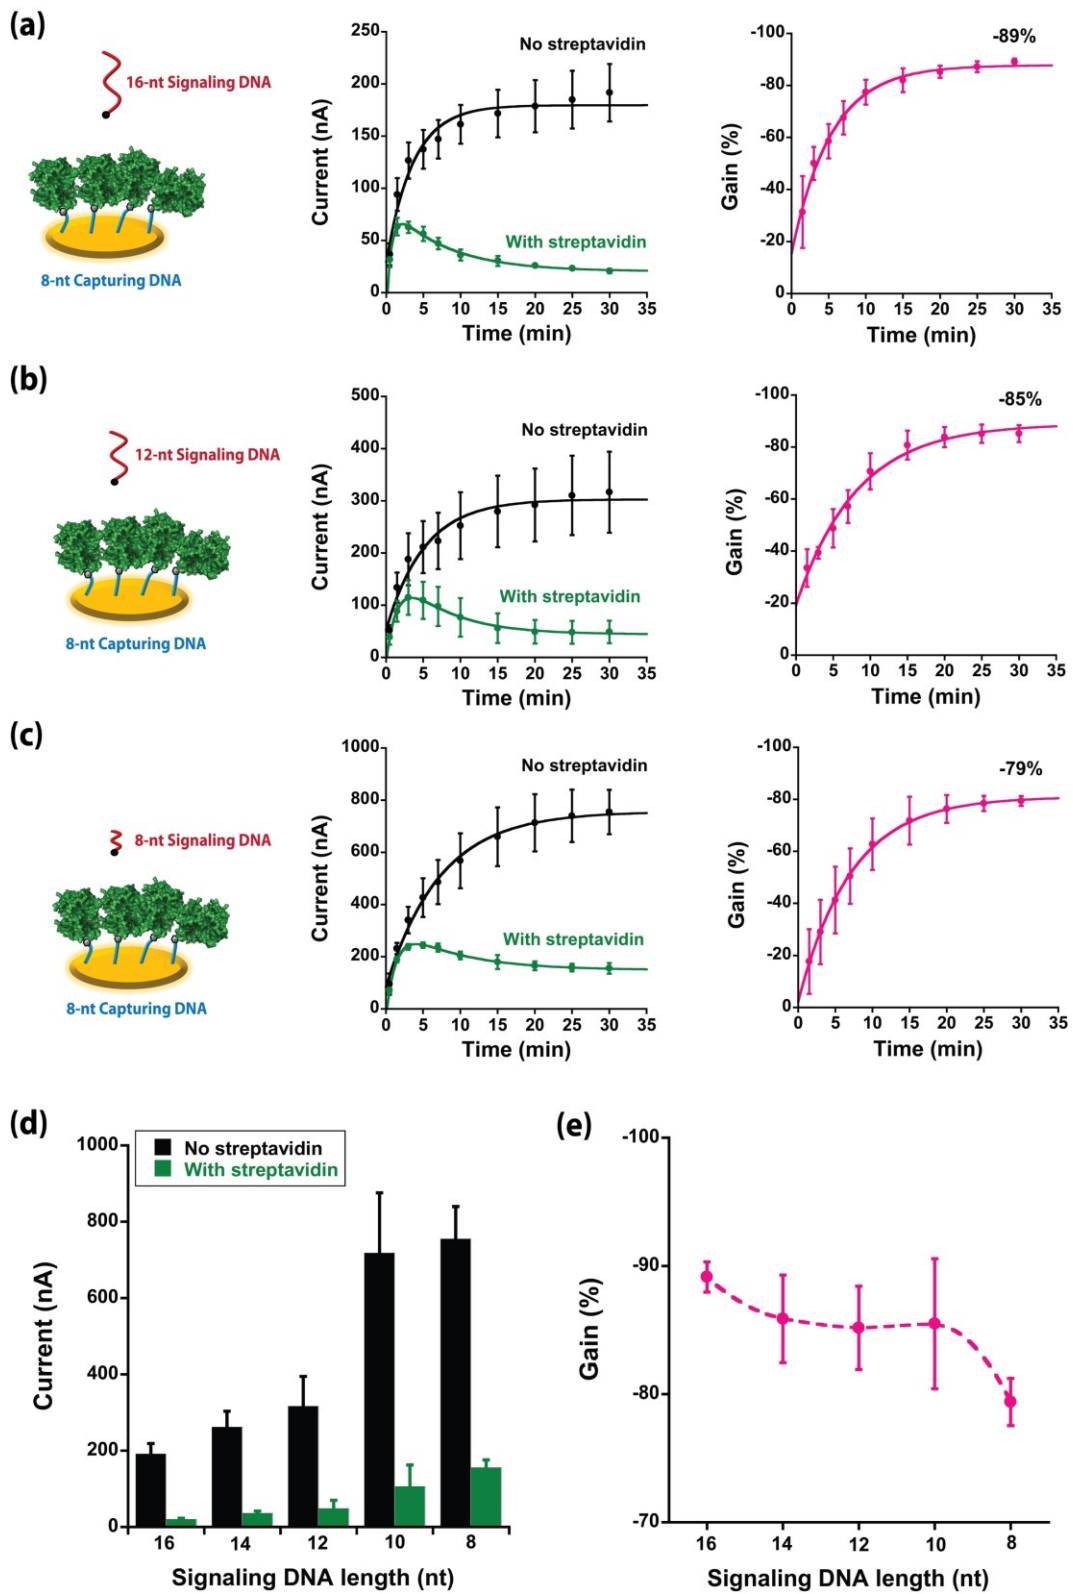 (a)
16-nt Signaling DNA
8-nt Capturing DNA
250
200
150
100
50
0
Current (nA)
No streptavidin
With streptavidin
0 5 10 15 20 25 30 35
Time (min)
-100
-80
-60
-40
-20
0
Gain (%)
-89%
0 5 10 15 20 25 30 35
Time (min)
(b)
12-nt Signaling DNA
8-nt Capturing DNA
500
400
300
200
100
0
Current (nA)
No streptavidin
With streptavidin
0 5 10 15 20 25 30 35
Time (min)
-100
-80
-60
-40
-20
0
Gain (%)
-85%
0 5 10 15 20 25 30 35
Time (min)
(c)
8-nt Signaling DNA
8-nt Capturing DNA
1000
800
600
400
200
0
Current (nA)
No streptavidin
With streptavidin
0 5 10 15 20 25 30 35
Time (min)
-100
-80
-60
-40
-20
0
Gain (%)
-79%
0 5 10 15 20 25 30 35
Time (min)
(d)
No streptavidin
With streptavidin
1000
800
600
400
200
0
Current (nA)
16 14 12 10 8
Signaling DNA length (nt)
(e)
-100
-90
-80
-70
Gain (%)
16 14 12 10 8
Signaling DNA length (nt)